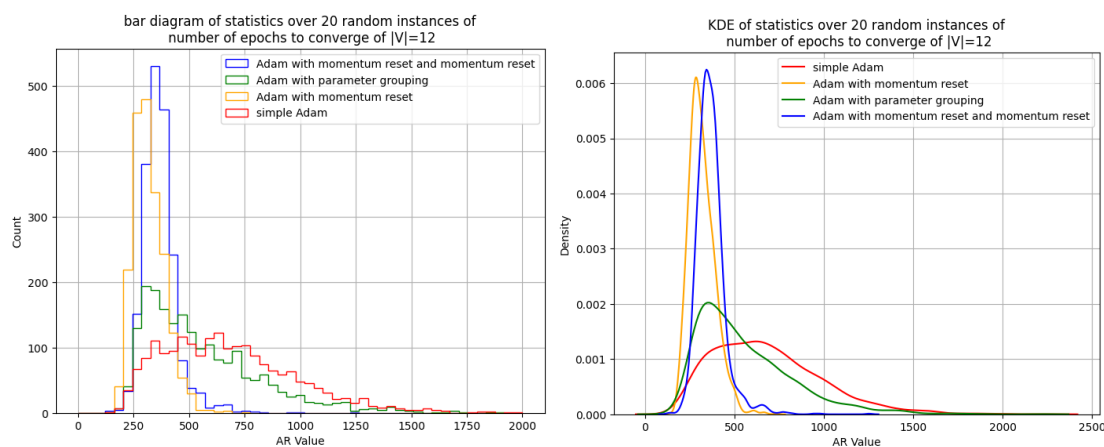 bar diagram of statistics over 20 random instances of
number of epochs to converge of |V|=12
Adam with momentum reset and momentum reset
Adam with parameter grouping
Adam with momentum reset
simple Adam
500
400
300
200
100
0
Count
0 250 500 750 1000 1250 1500 1750 2000
AR Value
KDE of statistics over 20 random instances of
number of epochs to converge of |V|=12
simple Adam
Adam with momentum reset
Adam with parameter grouping
Adam with momentum reset and momentum reset
0.006
0.005
0.004
0.003
0.002
0.001
0.000
Density
0 500 1000 1500 2000 2500
AR Value